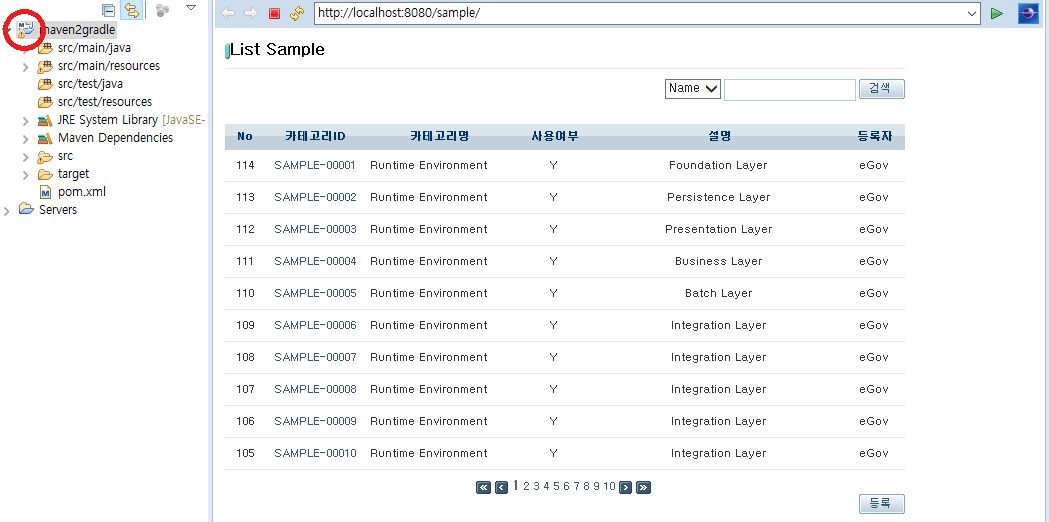 maven2gradle
src/main/java
src/main/resources
src/test/java
src/test/resources
JRE System Library [JavaSE-
Maven Dependencies
src
target
pom.xml
Servers
http://localhost:8080/sample/
List Sample
Name 검색
No 카테고리ID 카테고리명 사용여부 설명 등록자
114 SAMPLE-00001 Runtime Environment Y Foundation Layer eGov
113 SAMPLE-00002 Runtime Environment Y Persistence Layer eGov
112 SAMPLE-00003 Runtime Environment Y Presentation Layer eGov
111 SAMPLE-00004 Runtime Environment Y Business Layer eGov
110 SAMPLE-00005 Runtime Environment Y Batch Layer eGov
109 SAMPLE-00006 Runtime Environment Y Integration Layer eGov
108 SAMPLE-00007 Runtime Environment Y Integration Layer eGov
107 SAMPLE-00008 Runtime Environment Y Integration Layer eGov
106 SAMPLE-00009 Runtime Environment Y Integration Layer eGov
105 SAMPLE-00010 Runtime Environment Y Integration Layer eGov
1 2 3 4 5 6 7 8 9 10
등록